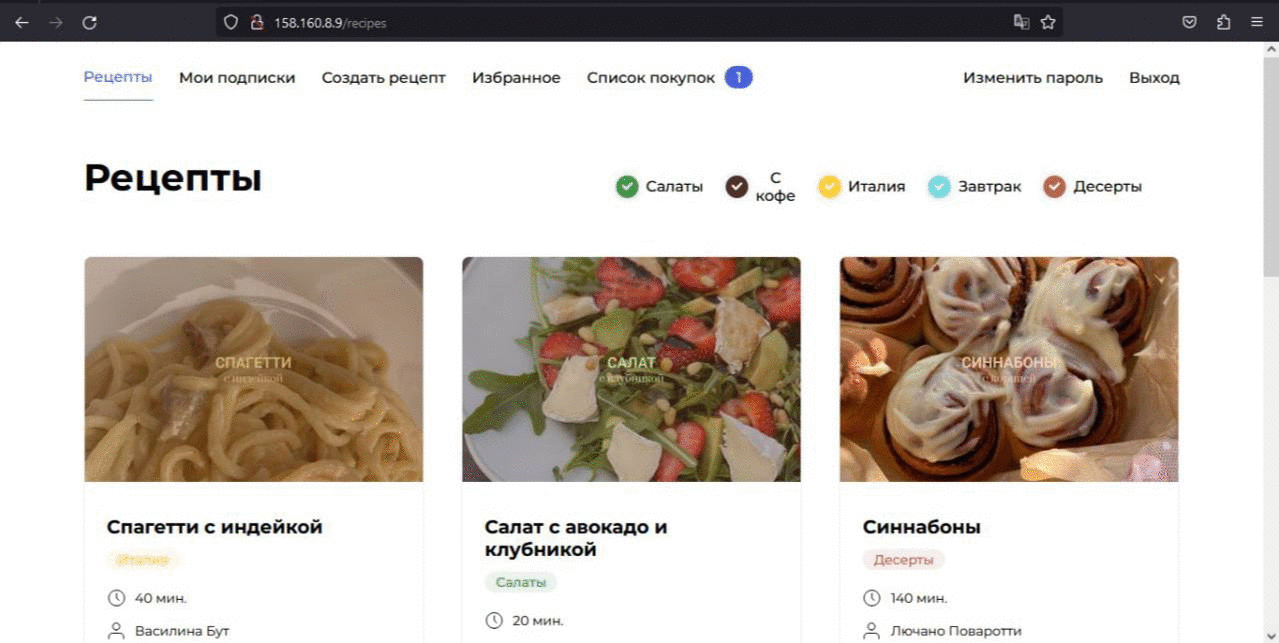 158.160.8.9/recipes
Рецепты Мои подписки Создать рецепт Избранное Список покупок 1 Изменить пароль Выход
Рецепты
Салаты С кофе Италия Завтрак Десерты
СПАГЕТТИ
с индейкой
САЛАТ
с клубникой
СИННАБОНЫ
с корицей
Спагетти с индейкой
Италия
40 мин.
Василина Бут
Салат с авокадо и
клубникой
Салаты
20 мин.
Синнабоны
Десерты
140 мин.
Лючано Поваротти